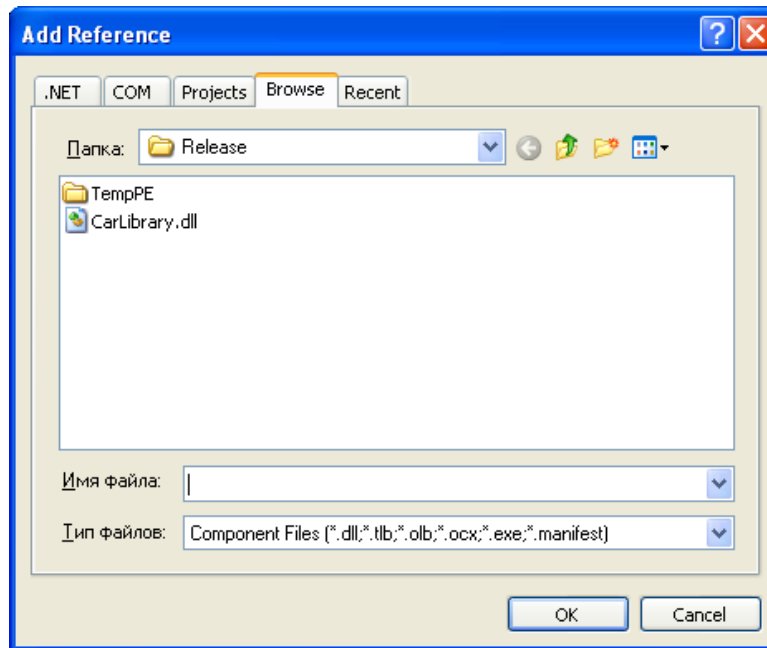 Add Reference
.NET COM Projects Browse Recent
Папка: Release
TempPE
CarLibrary.dll
Имя файла:
Тип файлов: Component Files (*.dll;*.tlb;*.olb;*.ocx;*.exe;*.manifest)
OK Cancel